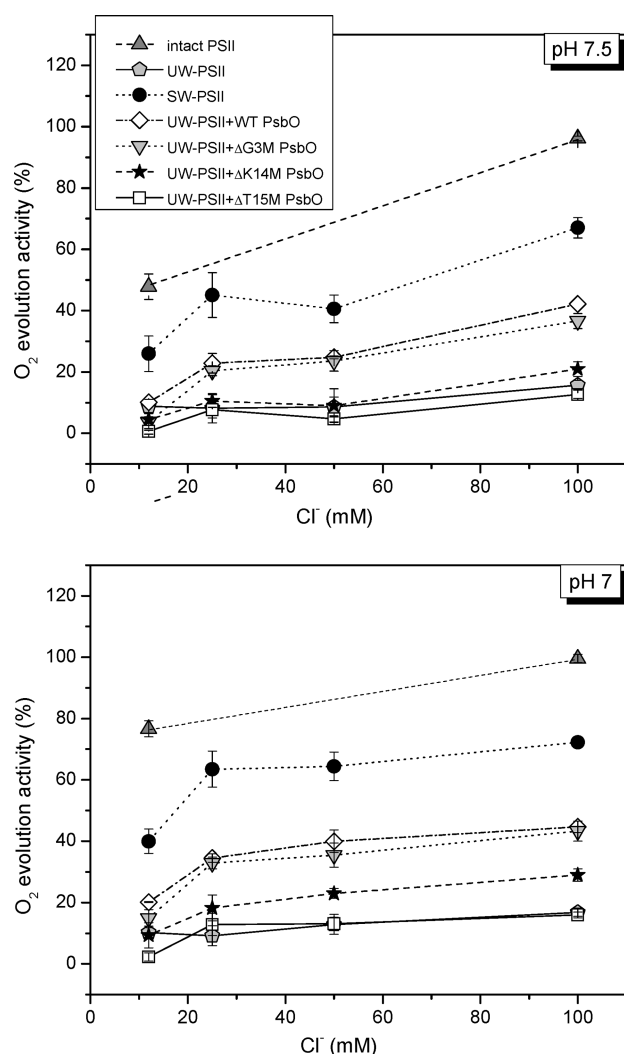 pH 7.5
intact PSII
UW-PSII
SW-PSII
UW-PSII+WT PsbO
UW-PSII+ΔG3M PsbO
UW-PSII+ΔK14M PsbO
UW-PSII+ΔT15M PsbO
O₂ evolution activity (%)
120
100
80
60
40
20
0
0 20 40 60 80 100
Cl⁻ (mM)
pH 7
O₂ evolution activity (%)
120
100
80
60
40
20
0
0 20 40 60 80 100
Cl⁻ (mM)